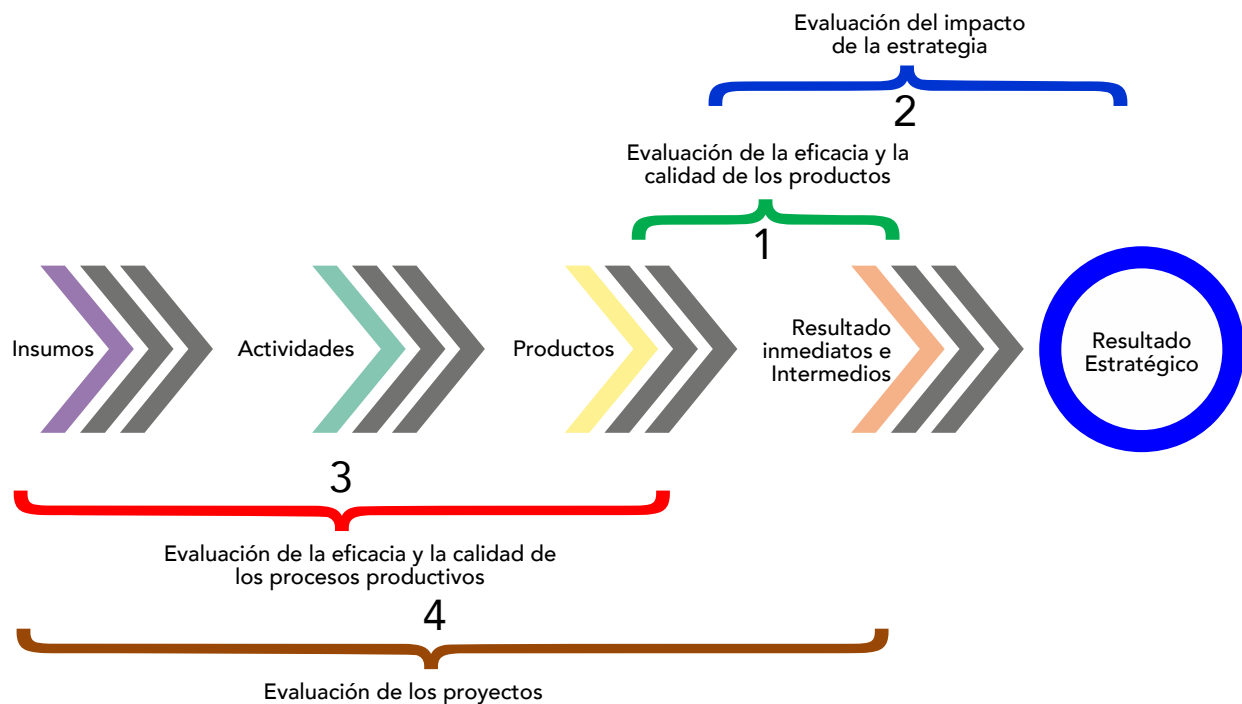 Evaluación del impacto
de la estrategia
2
Evaluación de la eficacia y la
calidad de los productos
1
Insumos
Actividades
Productos
Resultado
inmediatos e
Intermedios
Resultado
Estratégico
3
Evaluación de la eficacia y la calidad de
los procesos productivos
4
Evaluación de los proyectos